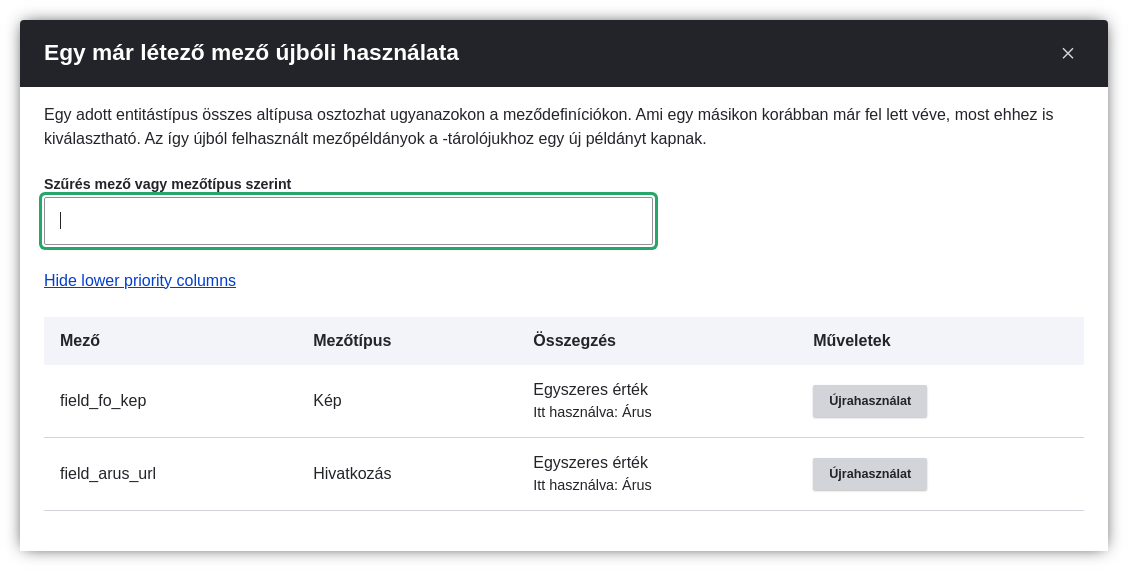 Egy már létező mező újbóli használata
Egy adott entitástípus összes altípusa osztozhat ugyanazokon a meződefiníciókon. Ami egy másikon korábban már fel lett véve, most ehhez is
kiválasztható. Az így újból felhasznált mezőpéldányok a -tárolójukhoz egy új példányt kapnak.
Szűrés mező vagy mezőtípus szerint
Hide lower priority columns
Mező Mezőtípus Összegzés Műveletek
field_fo_kep Kép Egyszeres érték Újrahasználat
Itt használva: Árus
field_arus_url Hivatkozás Egyszeres érték Újrahasználat
Itt használva: Árus